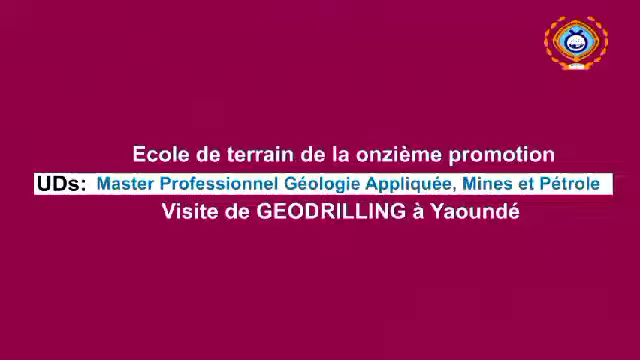 Ecole de terrain de la onzième promotion
UDs: Master Professionnel Géologie Appliquée, Mines et Pétrole
Visite de GEODRILLING à Yaoundé